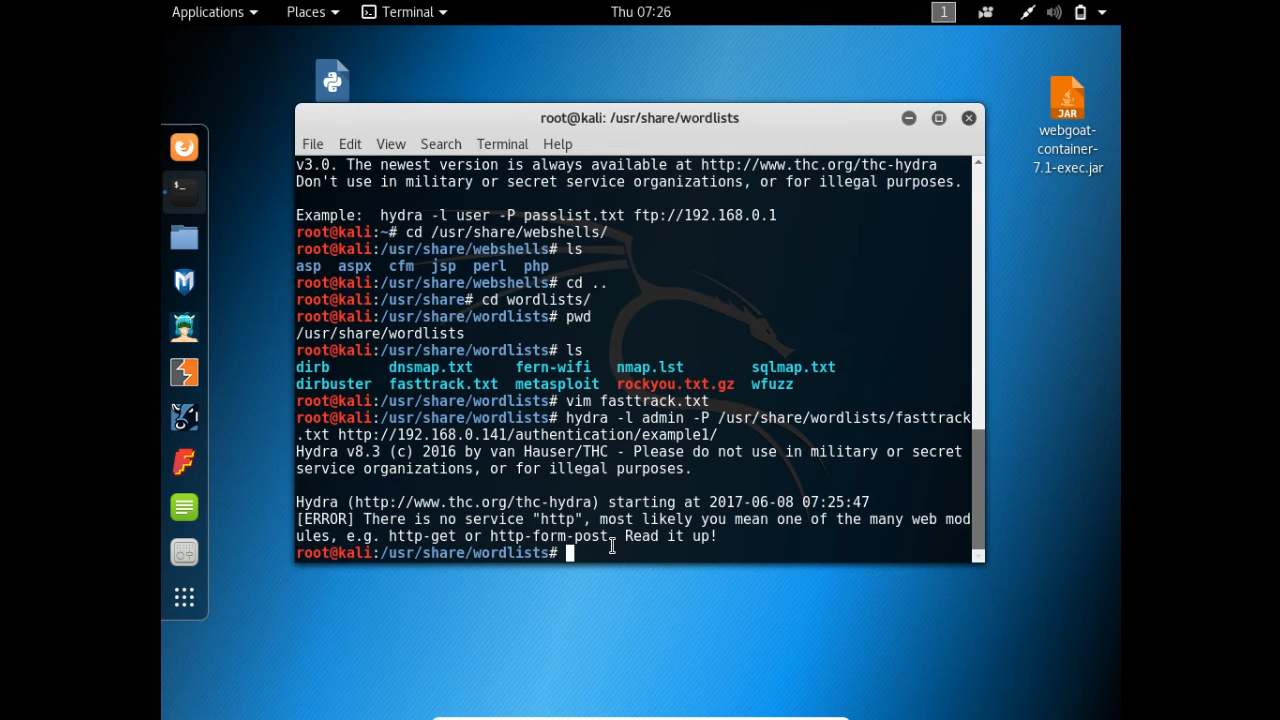 Applications Places Terminal Thu 07:26 1
root@kali: /usr/share/wordlists
File Edit View Search Terminal Help
v3.0. The newest version is always available at http://www.thc.org/thc-hydra
Don't use in military or secret service organizations, or for illegal purposes.
Example:  hydra -l user -P passlist.txt ftp://192.168.0.1
root@kali:~# cd /usr/share/webshells/
root@kali:/usr/share/webshells# ls
asp  aspx  cfm  jsp  perl  php
root@kali:/usr/share/webshells# cd ..
root@kali:/usr/share# cd wordlists/
root@kali:/usr/share/wordlists# pwd
/usr/share/wordlists
root@kali:/usr/share/wordlists# ls
dirb       dnsmap.txt     fern-wifi   nmap.lst        sqlmap.txt
dirbuster  fasttrack.txt  metasploit  rockyou.txt.gz  wfuzz
root@kali:/usr/share/wordlists# vim fasttrack.txt
root@kali:/usr/share/wordlists# hydra -l admin -P /usr/share/wordlists/fasttrack
.txt http://192.168.0.141/authentication/example1/
Hydra v8.3 (c) 2016 by van Hauser/THC - Please do not use in military or secret
service organizations, or for illegal purposes.
Hydra (http://www.thc.org/thc-hydra) starting at 2017-06-08 07:25:47
[ERROR] There is no service "http", most likely you mean one of the many web mod
ules, e.g. http-get or http-form-post. Read it up!
root@kali:/usr/share/wordlists#
JAR
webgoat-
container-
7.1-exec.jar